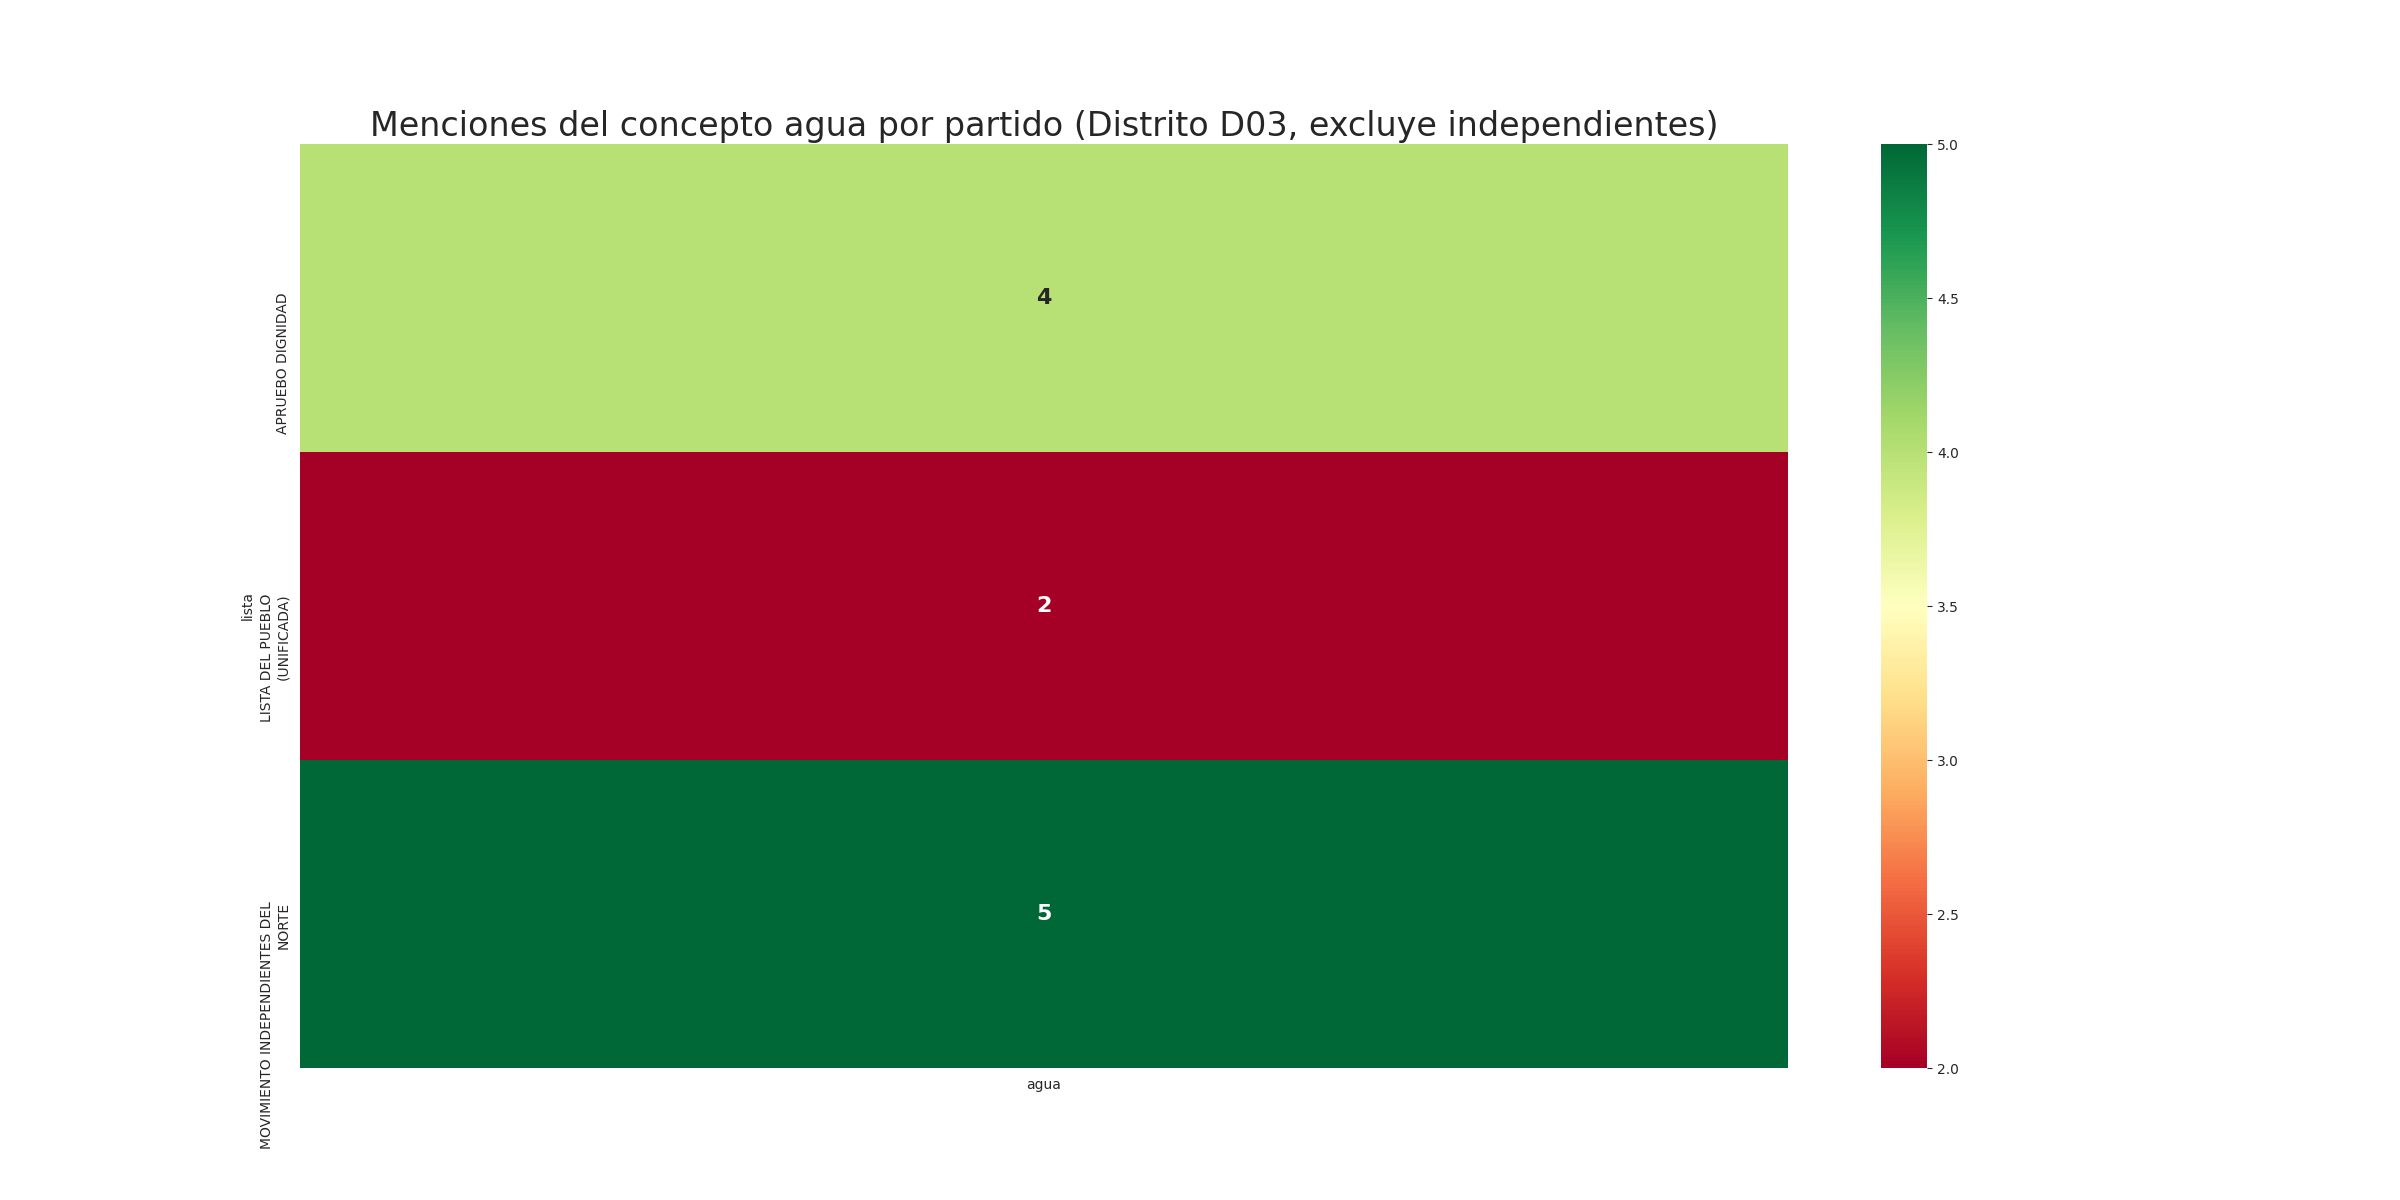 Menciones del concepto agua por partido (Distrito D03, excluye independientes)
APRUEBO DIGNIDAD
4
lista
LISTA DEL PUEBLO
(UNIFICADA)
2
MOVIMIENTO INDEPENDIENTES DEL
NORTE
5
agua
5.0
4.5
4.0
3.5
3.0
2.5
2.0